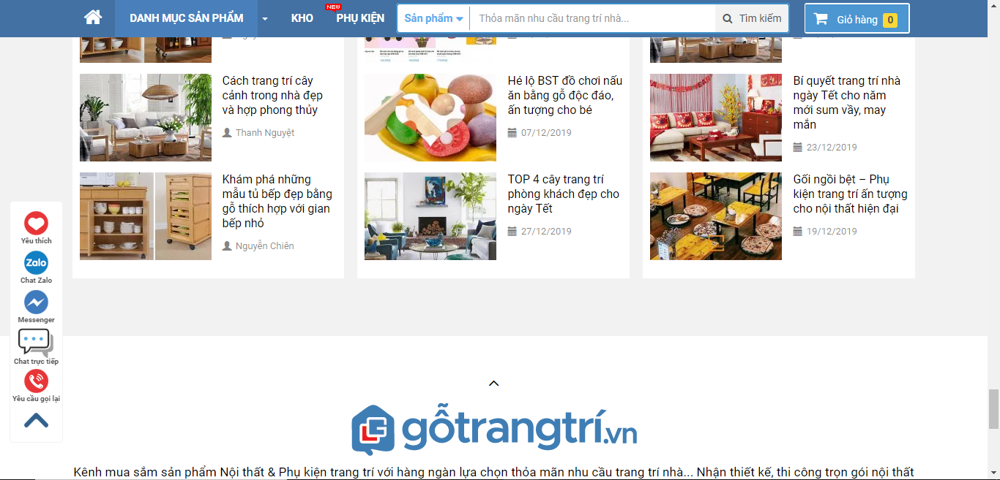 DANH MỤC SẢN PHẨM
KHO
NEW
PHỤ KIỆN
Sản phẩm
Thỏa mãn nhu cầu trang trí nhà...
Tìm kiếm
Giỏ hàng 0
Cách trang trí cây
cảnh trong nhà đẹp
và hợp phong thủy
Thanh Nguyệt
Khám phá những
mẫu tủ bếp đẹp bằng
gỗ thích hợp với gian
bếp nhỏ
Nguyễn Chiên
Hé lộ BST đồ chơi nấu
ăn bằng gỗ độc đáo,
ấn tượng cho bé
07/12/2019
TOP 4 cây trang trí
phòng khách đẹp cho
ngày Tết
27/12/2019
Bí quyết trang trí nhà
ngày Tết cho năm
mới sum vầy, may
mắn
23/12/2019
Gối ngồi bệt – Phụ
kiện trang trí ấn tượng
cho nội thất hiện đại
19/12/2019
Yêu thích
Zalo
Chat Zalo
Messenger
Chat trực tiếp
Yêu cầu gọi lại
gỗtrangtrí.vn
Kênh mua sắm sản phẩm Nội thất & Phụ kiện trang trí với hàng ngàn lựa chọn thỏa mãn nhu cầu trang trí nhà... Nhận thiết kế, thi công trọn gói nội thất